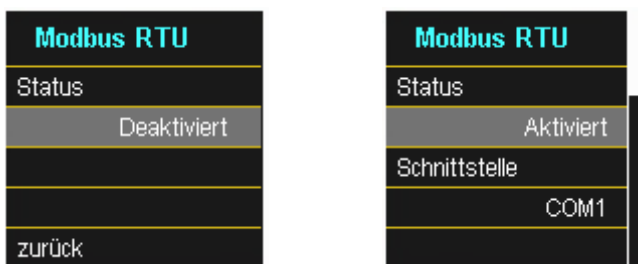 Modbus RTU
Status
Deaktiviert
zurück
Modbus RTU
Status
Aktiviert
Schnittstelle
COM1